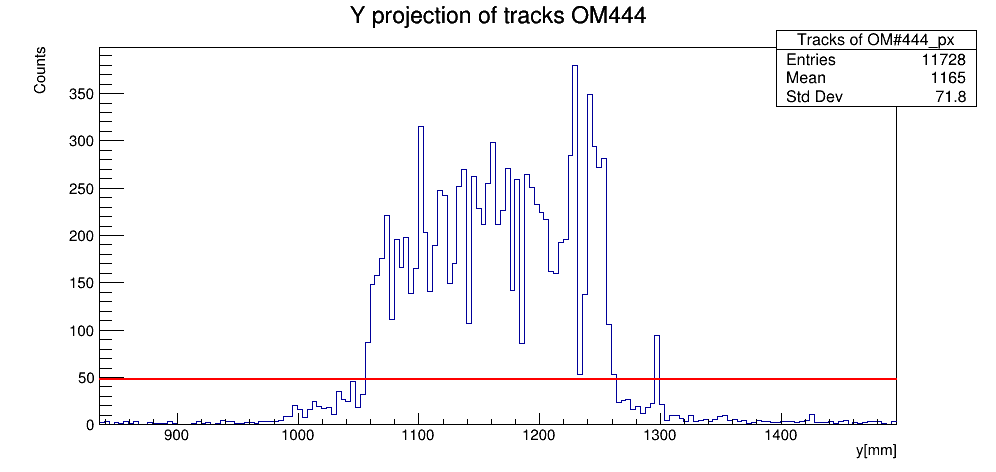 Y projection of tracks OM444
Counts
Tracks of OM#444_px
Entries 11728
Mean 1165
Std Dev 71.8
350
300
250
200
150
100
50
0
900 1000 1100 1200 1300 1400
y[mm]